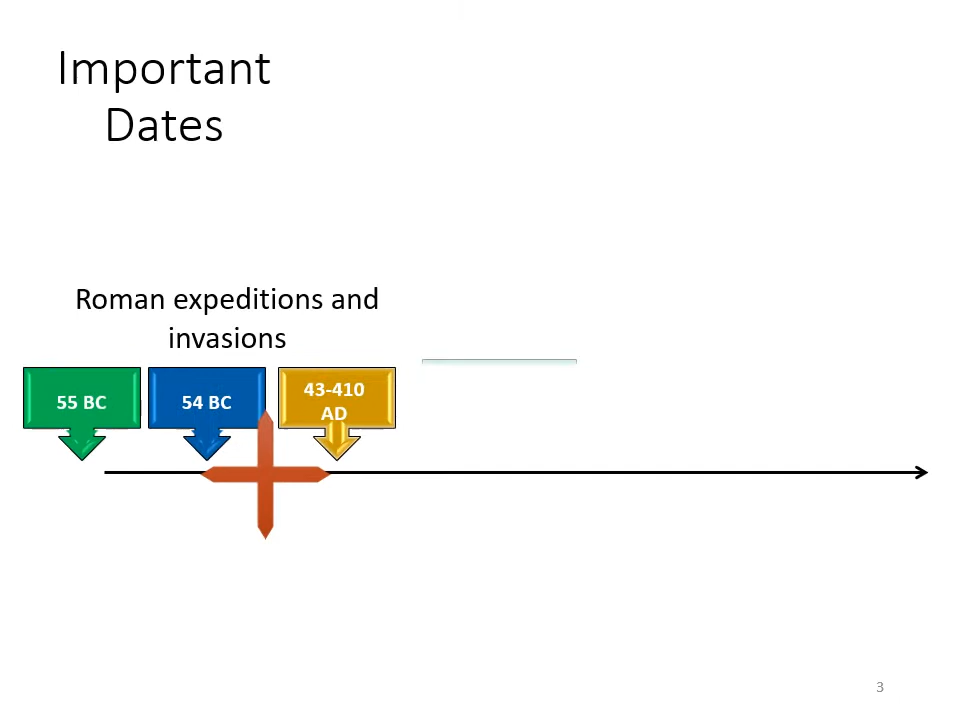 Important
Dates
Roman expeditions and
invasions
55 BC
54 BC
43-410
AD
3